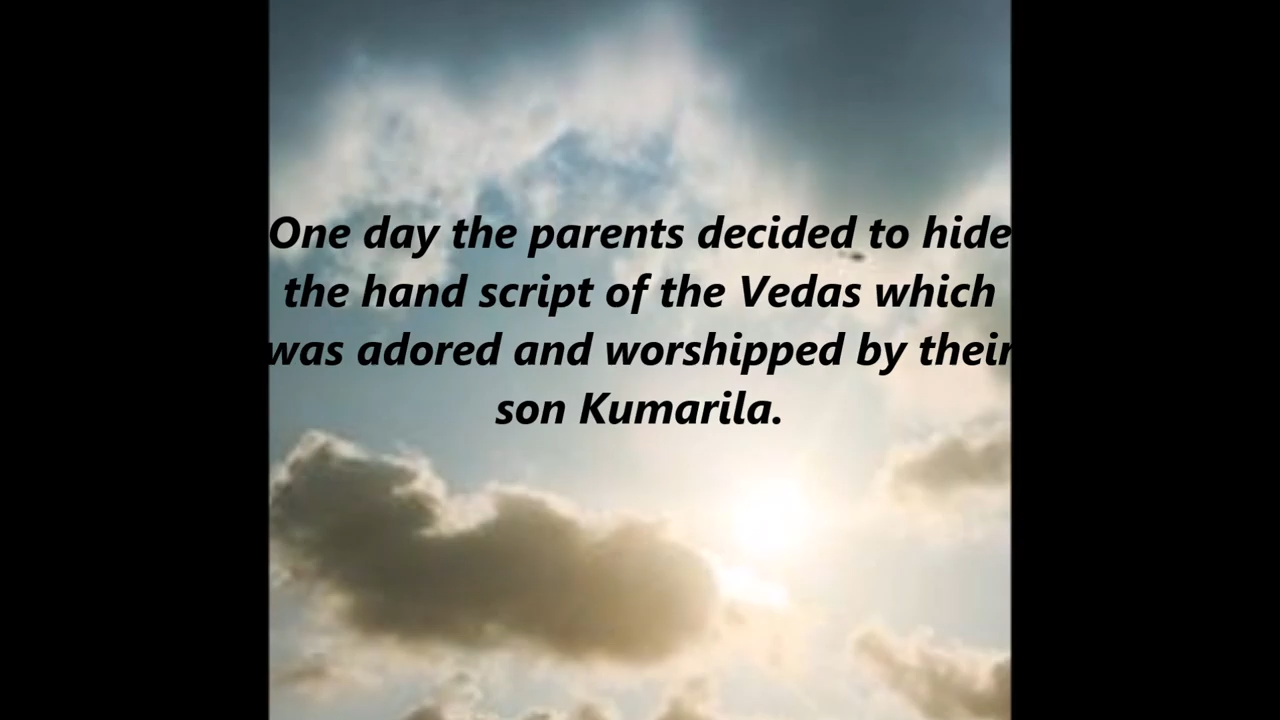 One day the parents decided to hide
the hand script of the Vedas which
was adored and worshipped by their
son Kumarila.